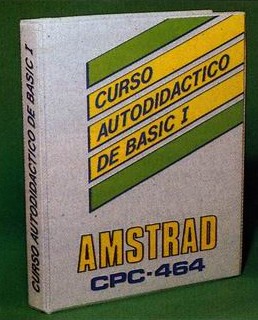 CURSO AUTODIDACTICO DE BASIC I
CURSO
AUTODIDACTICO
DE BASIC I
AMSTRAD
CPC-464